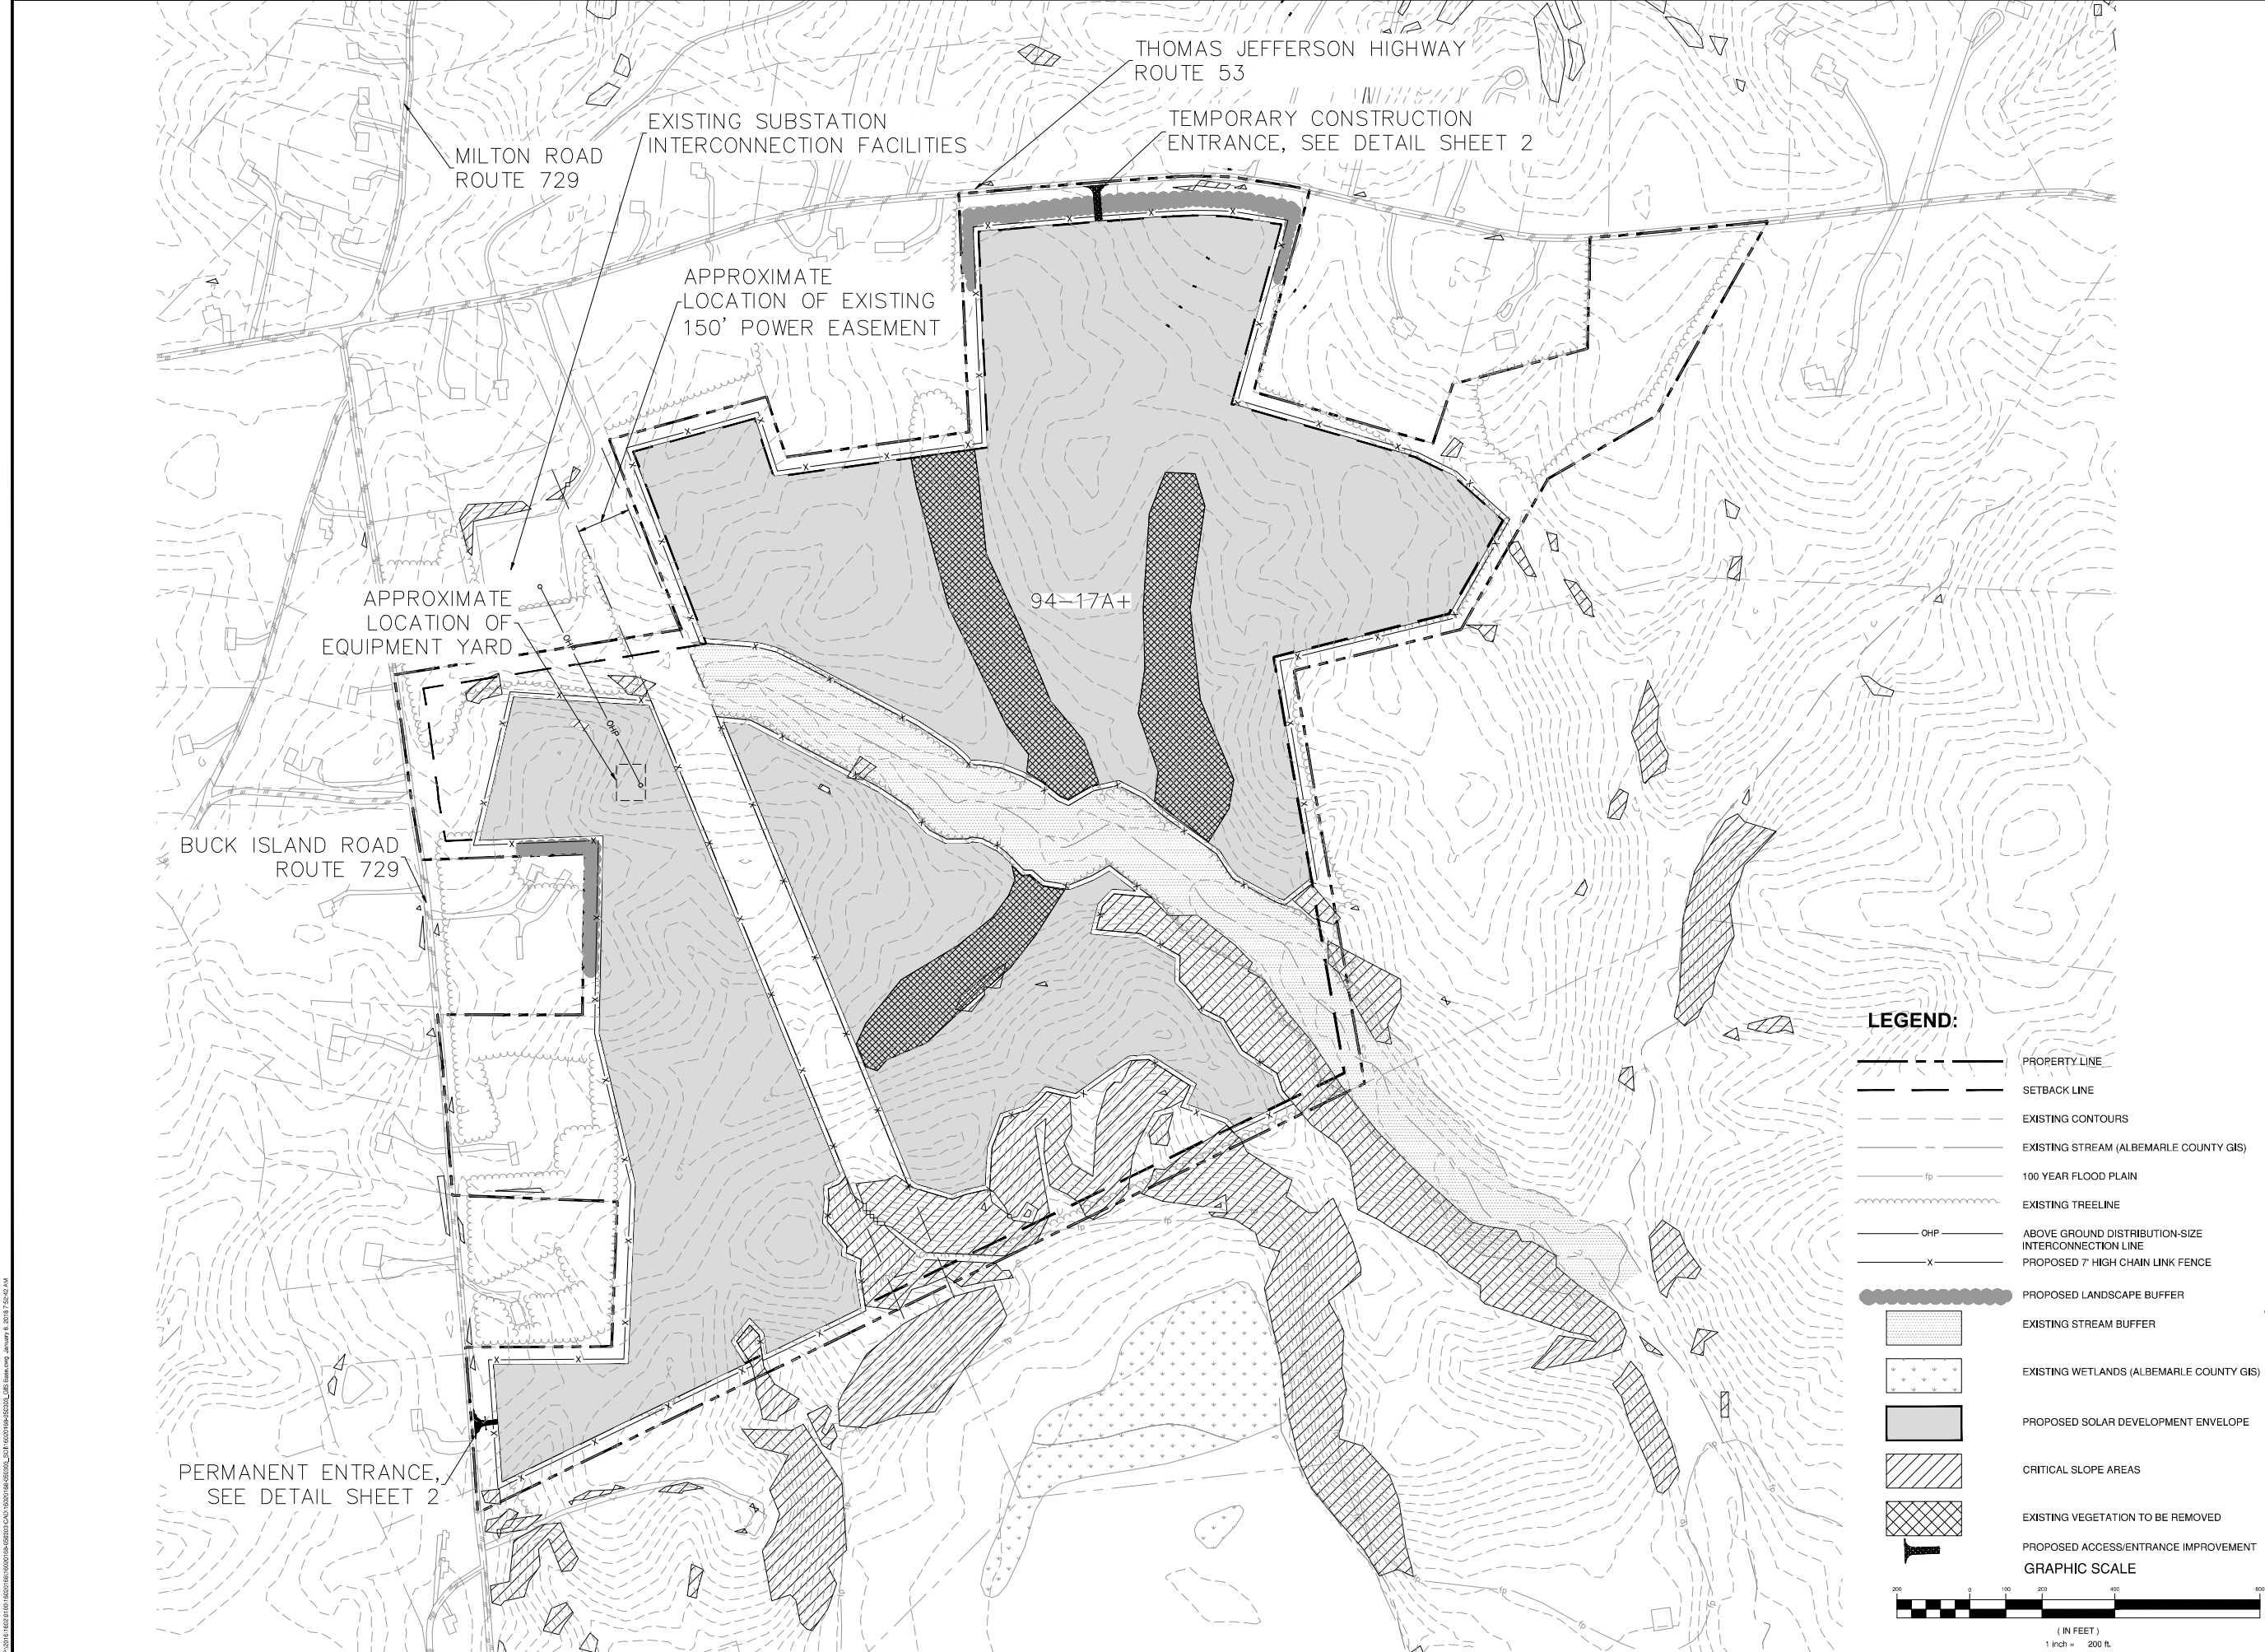 THOMAS JEFFERSON HIGHWAY
ROUTE 53
TEMPORARY CONSTRUCTION
ENTRANCE, SEE DETAIL SHEET 2
EXISTING SUBSTATION
INTERCONNECTION FACILITIES
MILTON ROAD
ROUTE 729
APPROXIMATE
LOCATION OF EXISTING
150' POWER EASEMENT
94-17A+
APPROXIMATE
LOCATION OF
EQUIPMENT YARD
OHP
OHP
BUCK ISLAND ROAD
ROUTE 729
PERMANENT ENTRANCE,
SEE DETAIL SHEET 2
LEGEND:
PROPERTY LINE
SETBACK LINE
EXISTING CONTOURS
EXISTING STREAM (ALBEMARLE COUNTY GIS)
fp
100 YEAR FLOOD PLAIN
EXISTING TREELINE
OHP
ABOVE GROUND DISTRIBUTION-SIZE
INTERCONNECTION LINE
X
PROPOSED 7' HIGH CHAIN LINK FENCE
PROPOSED LANDSCAPE BUFFER
EXISTING STREAM BUFFER
EXISTING WETLANDS (ALBEMARLE COUNTY GIS)
PROPOSED SOLAR DEVELOPMENT ENVELOPE
CRITICAL SLOPE AREAS
EXISTING VEGETATION TO BE REMOVED
PROPOSED ACCESS/ENTRANCE IMPROVEMENT
GRAPHIC SCALE
200 0 100 200 400 800
( IN FEET )
1 inch = 200 ft.